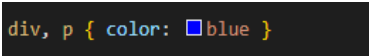 div, p { color: blue }